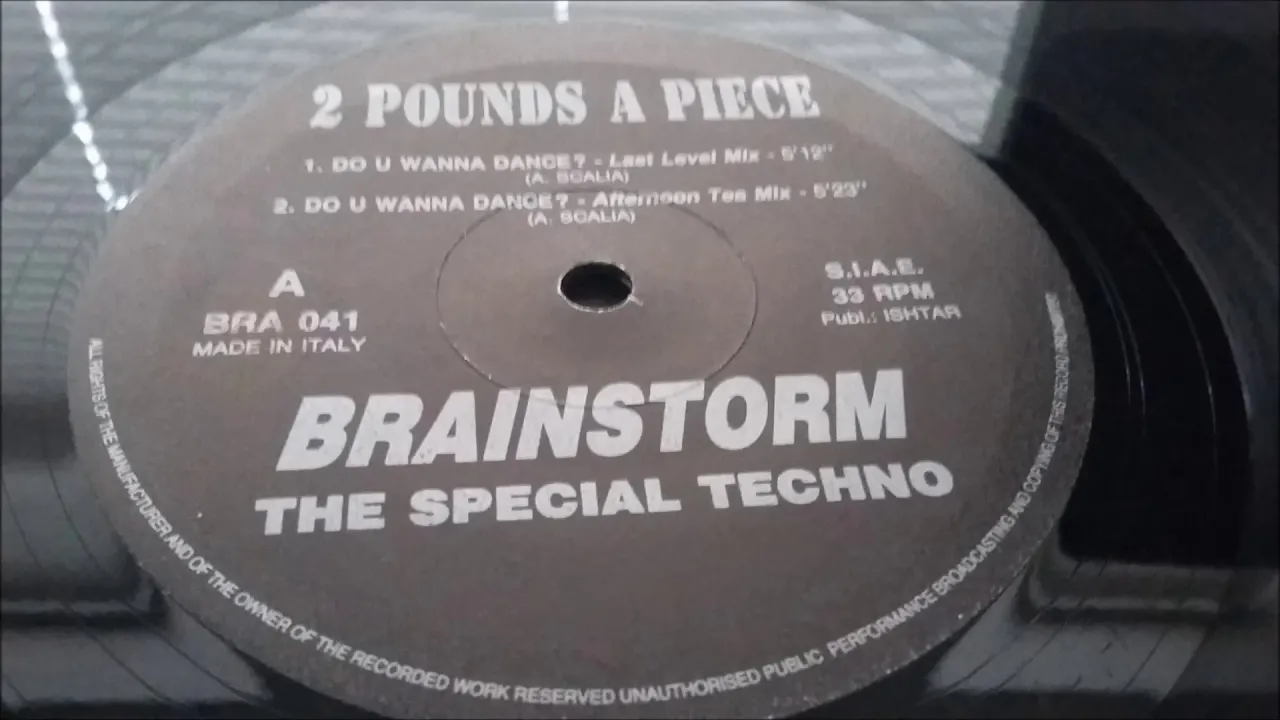 2 POUNDS A PIECE
1. DO U WANNA DANCE? - Last Level Mix - 5'12"
(A. SCALIA)
2. DO U WANNA DANCE? - Afternoon Tea Mix - 5'23"
(A. SCALIA)
A
BRA 041
MADE IN ITALY
S.I.A.E.
33 RPM
Publ.: ISHTAR
BRAINSTORM
THE SPECIAL TECHNO
ALL RIGHTS OF THE MANUFACTURER AND OF THE OWNER OF THE RECORDED WORK RESERVED UNAUTHORISED PUBLIC PERFORMANCE BROADCASTING AND COPYING OF THIS RECORD PROHIBITED